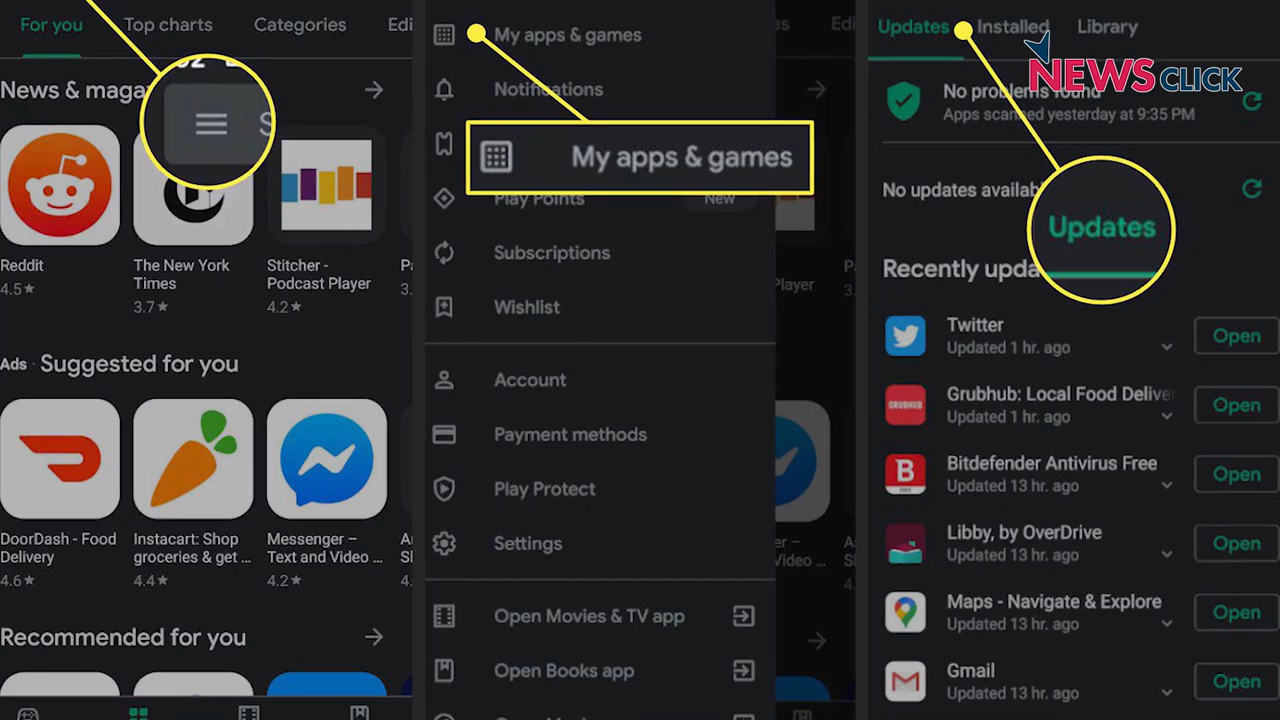 For you Top charts Categories Edi
News & maga
S
Reddit
4.5★
The New York
Times
3.7★
Stitcher -
Podcast Player
4.2★
Ads · Suggested for you
DoorDash - Food
Delivery
4.6★
Instacart: Shop
groceries & get ...
4.4★
Messenger –
Text and Video ...
4.2★
Recommended for you
My apps & games
Notifications
My apps & games
Play Points New
Subscriptions
Wishlist
Account
Payment methods
Play Protect
Settings
Open Movies & TV app
Open Books app
Edi
Player
Updates Installed Library
NEWSCLICK
No problems found
Apps scanned yesterday at 9:35 PM
No updates availab
Updates
Recently upda
Twitter
Updated 1 hr. ago
Open
GRUBHUB
Grubhub: Local Food Delive
Updated 1 hr. ago
Open
B
FREE
Bitdefender Antivirus Free
Updated 13 hr. ago
Open
Libby, by OverDrive
Updated 13 hr. ago
Open
Maps - Navigate & Explore
Updated 13 hr. ago
Open
Gmail
Updated 13 hr. ago
Open